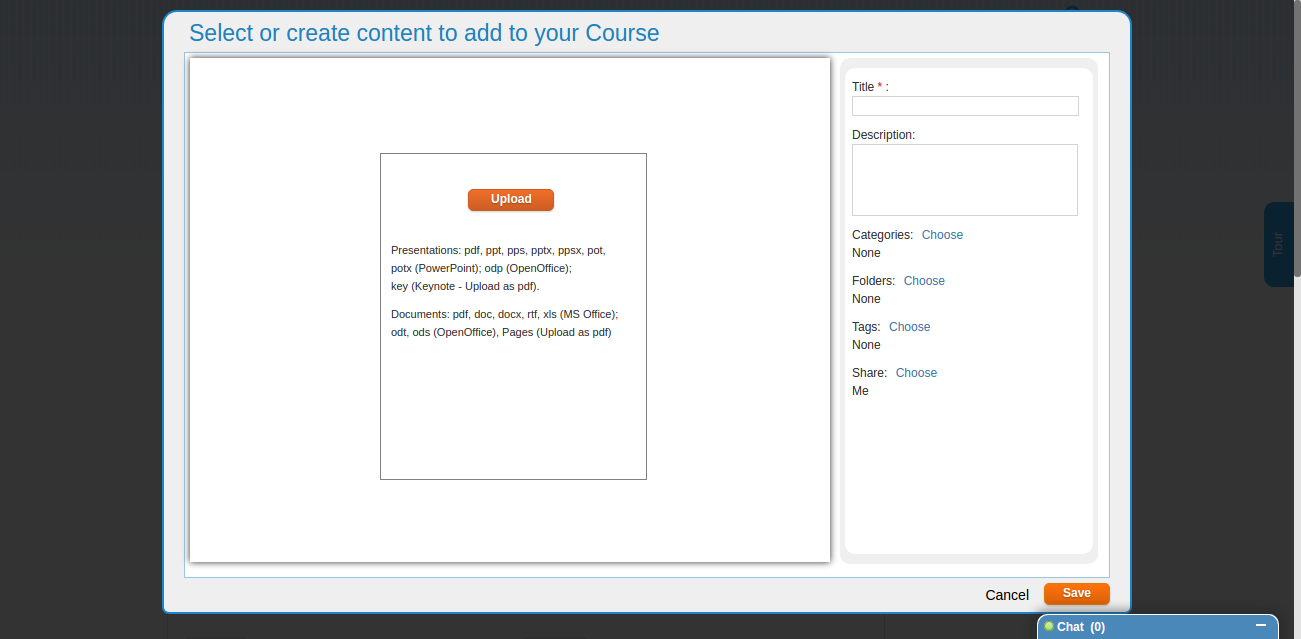 Select or create content to add to your Course
Upload
Presentations: pdf, ppt, pps, pptx, ppsx, pot,
potx (PowerPoint); odp (OpenOffice);
key (Keynote - Upload as pdf).
Documents: pdf, doc, docx, rtf, xls (MS Office);
odt, ods (OpenOffice), Pages (Upload as pdf)
Title * :
Description:
Categories: Choose
None
Folders: Choose
None
Tags: Choose
None
Share: Choose
Me
Tour
Cancel
Save
Chat (0)